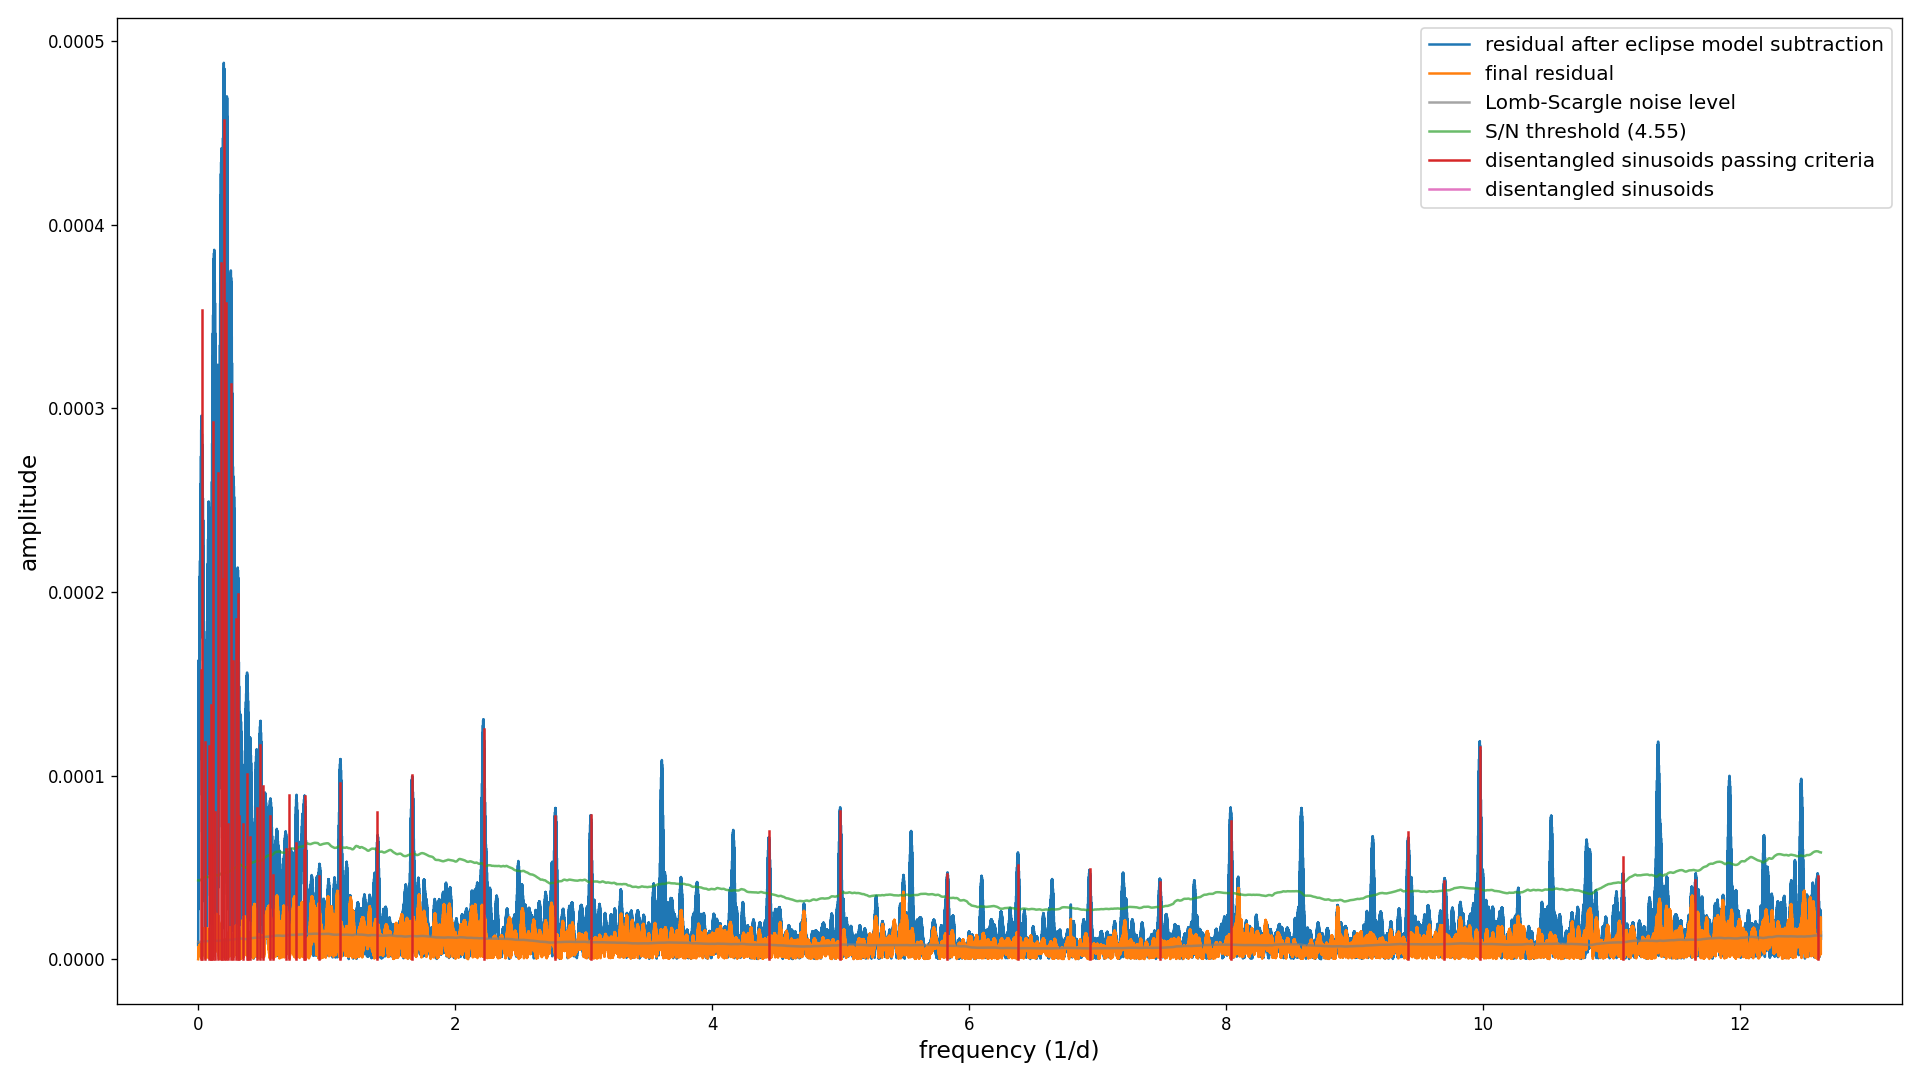 0.0005
0.0004
0.0003
0.0002
0.0001
0.0000
amplitude
0
2
4
6
8
10
12
frequency (1/d)
residual after eclipse model subtraction
final residual
Lomb-Scargle noise level
S/N threshold (4.55)
disentangled sinusoids passing criteria
disentangled sinusoids